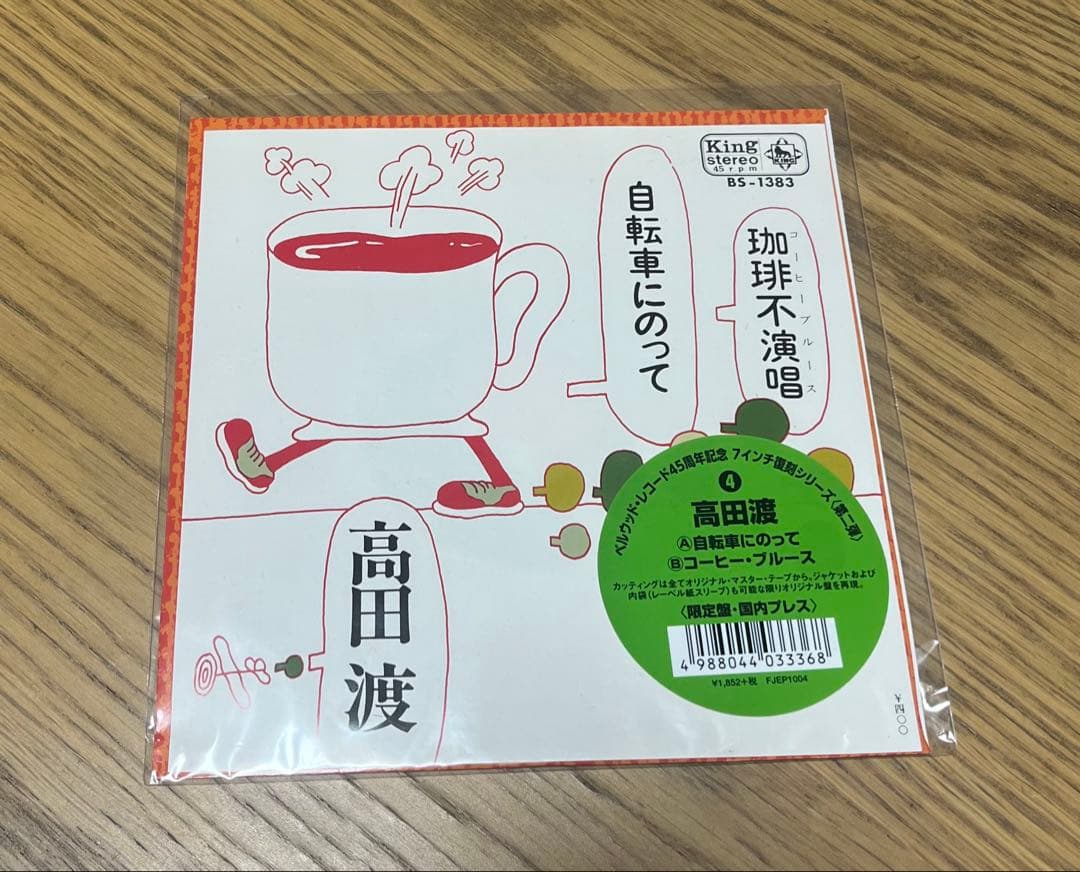 King
stereo
45 r.p.m
KING
BS-1383
珈琲不演唱
コーヒーブルース
自転車にのって
高田渡
ベルウッド・レコード45周年記念 7インチ復刻シリーズ〈第二弾〉
4
高田渡
Ⓐ自転車にのって
Ⓑコーヒー・ブルース
カッティングは全てオリジナル・マスター・テープから。ジャケットおよび
内袋(レーベル紙スリーブ)も可能な限りオリジナル盤を再現。
〈限定盤・国内プレス〉
4 988044 033368
¥1,852+税 FJEP1004
¥四〇〇